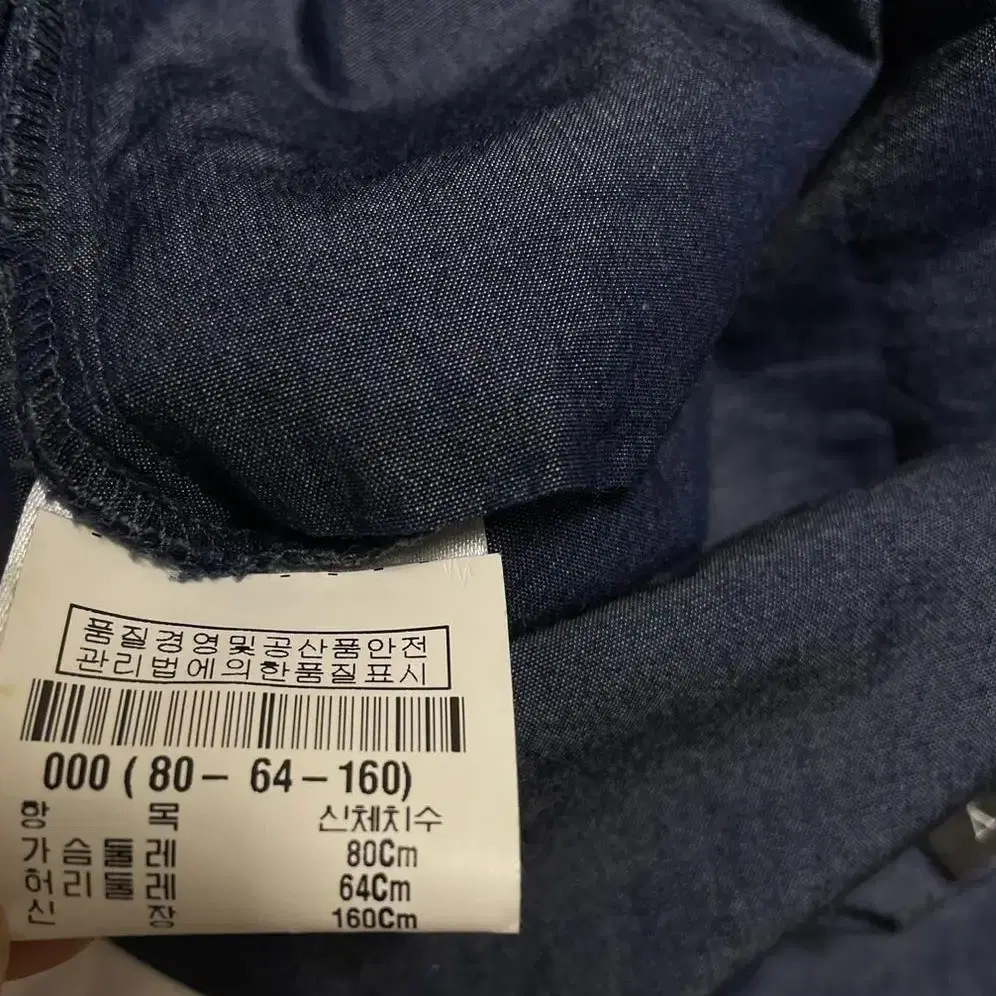 품질경영및공산품안전
관리법에의한품질표시
000 ( 80 - 64 - 160)
항 목 신체치수
가슴둘레 80Cm
허리둘레 64Cm
신 장 160Cm